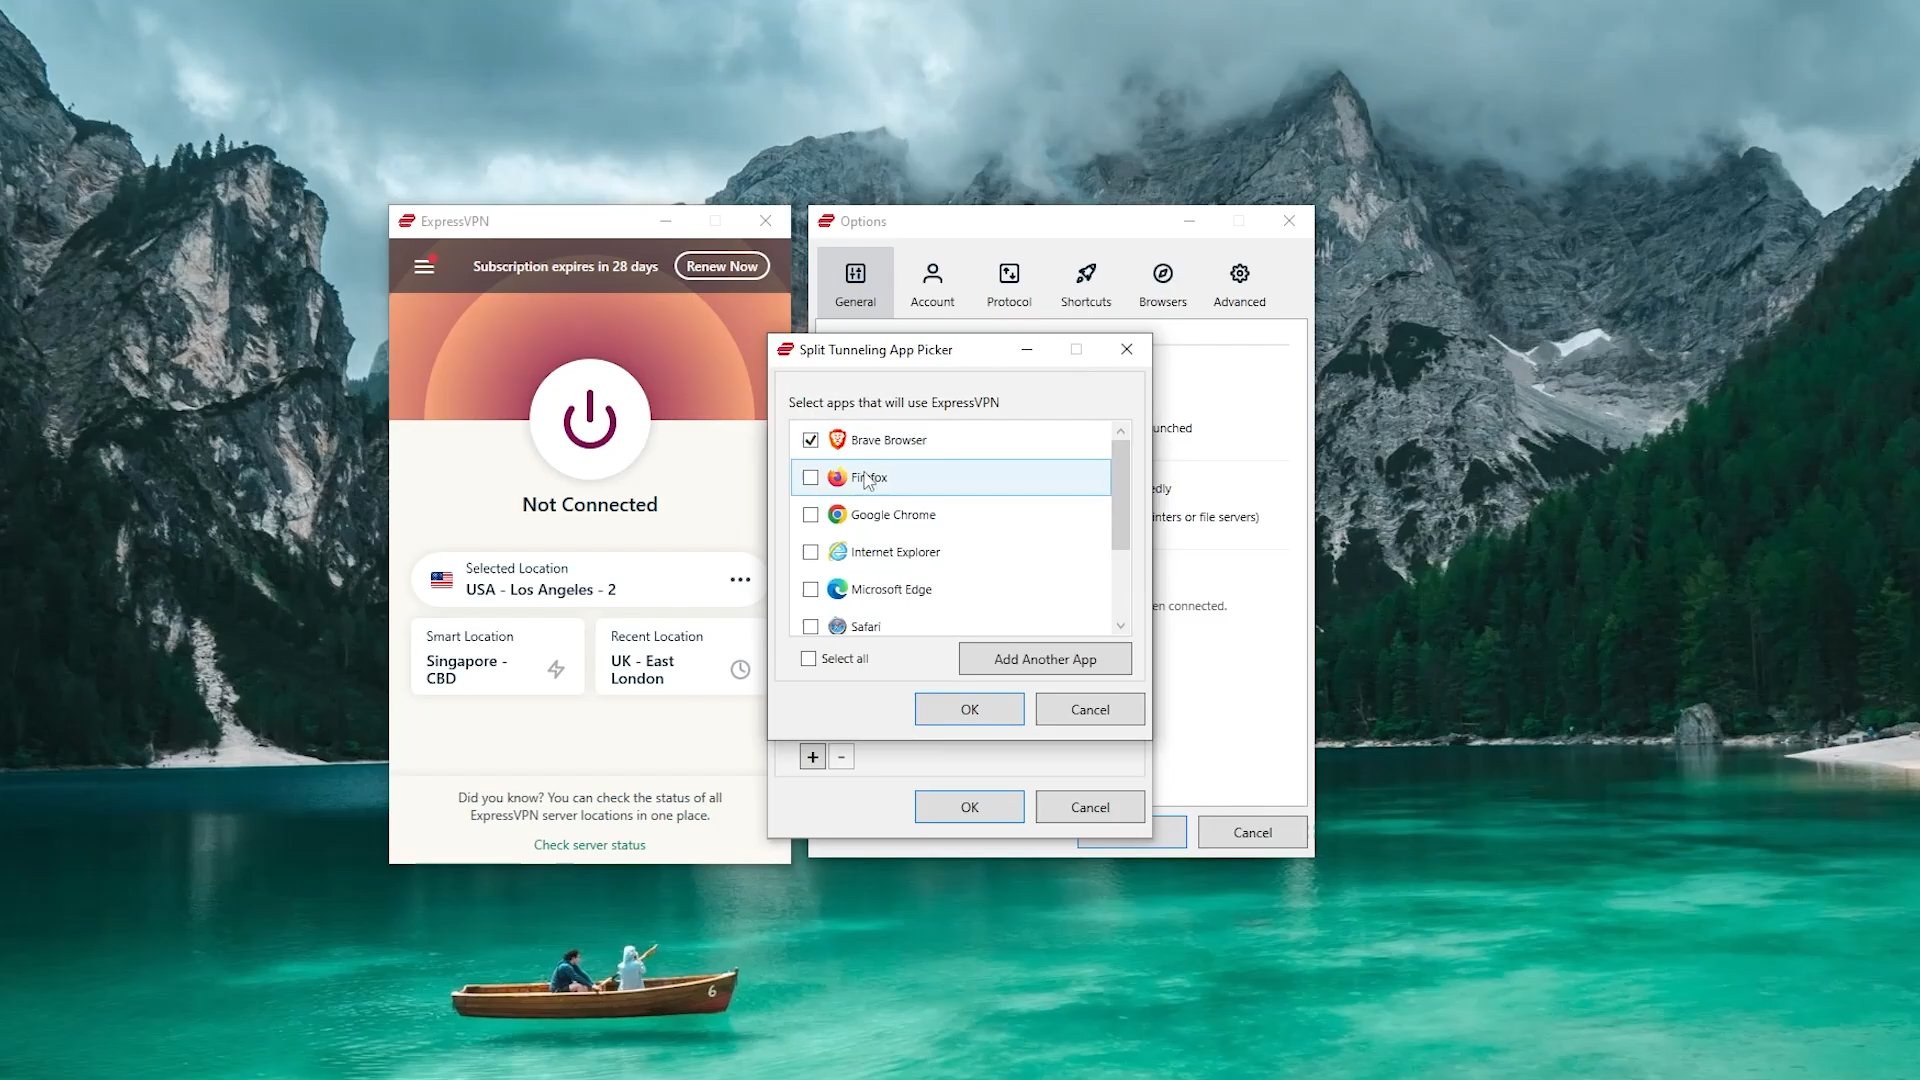 ExpressVPN
Subscription expires in 28 days
Renew Now
Not Connected
Selected Location
USA - Los Angeles - 2
Smart Location
Singapore -
CBD
Recent Location
UK - East
London
Did you know? You can check the status of all
ExpressVPN server locations in one place.
Check server status
Options
General
Account
Protocol
Shortcuts
Browsers
Advanced
Split Tunneling App Picker
Select apps that will use ExpressVPN
Brave Browser
Firefox
Google Chrome
Internet Explorer
Microsoft Edge
Safari
Select all
Add Another App
OK
Cancel
+
-
OK
Cancel
unched
edly
inters or file servers)
en connected.
Cancel
6